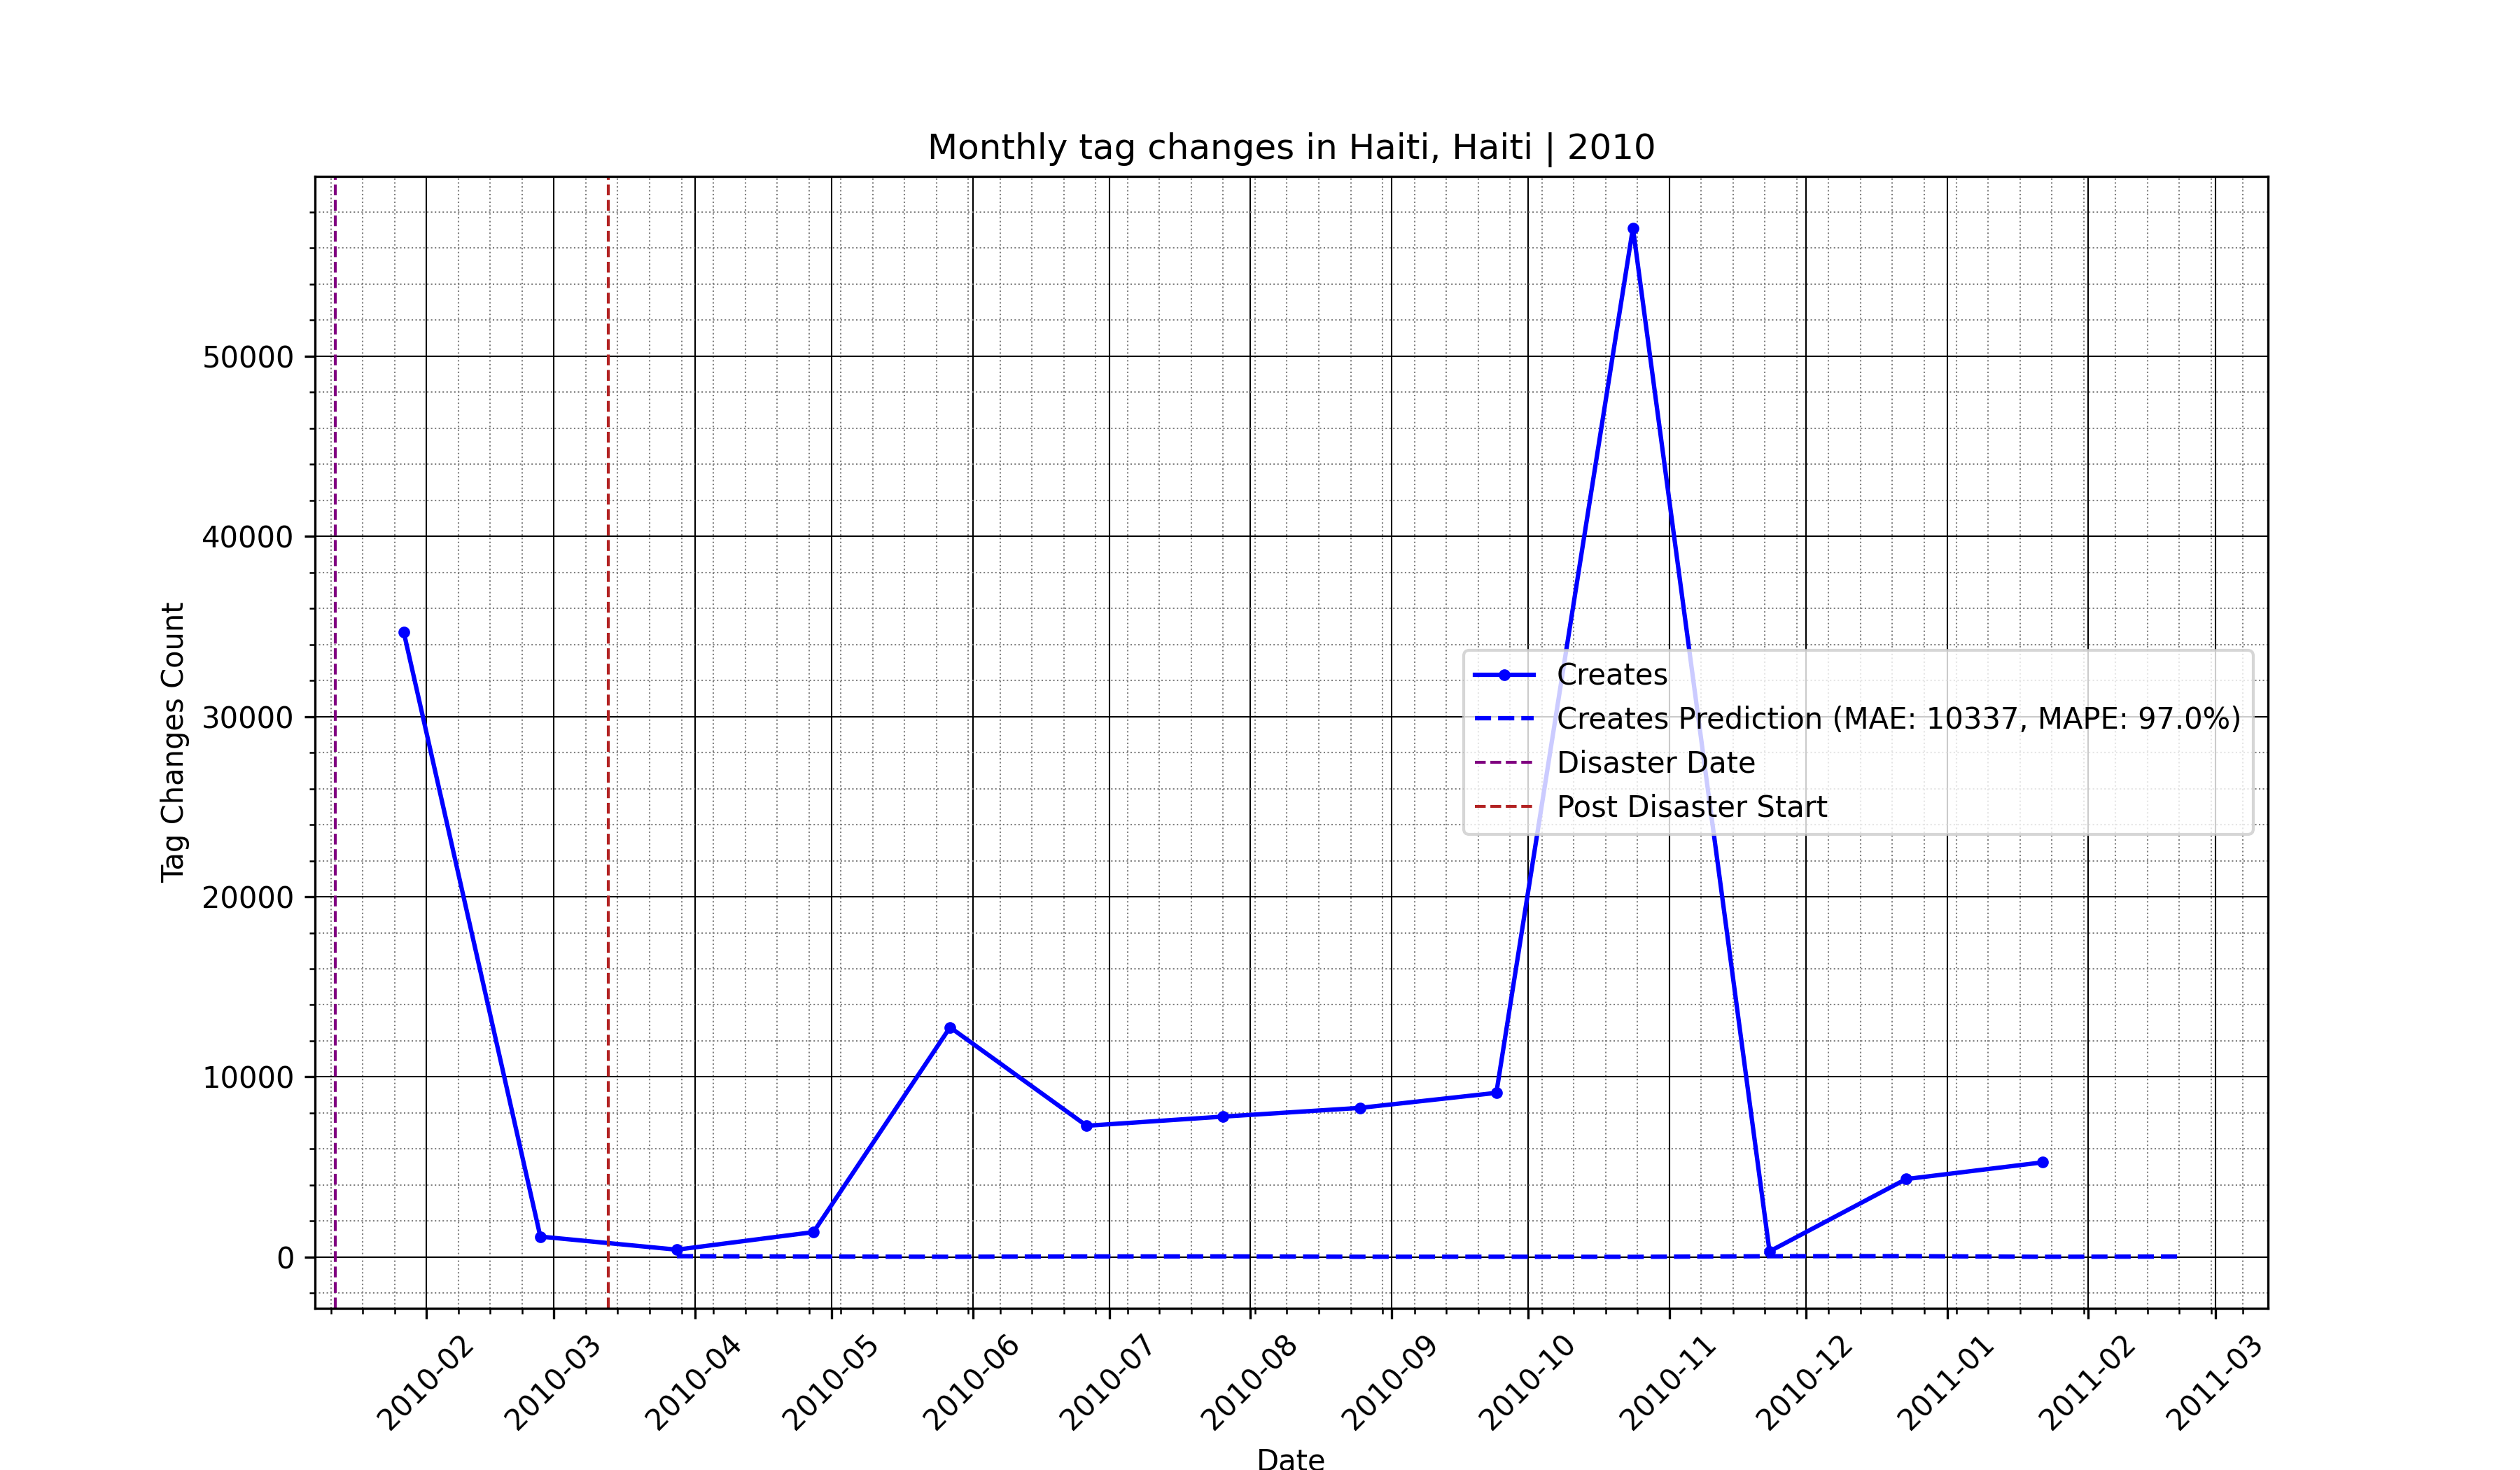 Monthly tag changes in Haiti, Haiti | 2010
Tag Changes Count
50000
40000
30000
20000
10000
0
Creates
Creates Prediction (MAE: 10337, MAPE: 97.0%)
Disaster Date
Post Disaster Start
2010-02
2010-03
2010-04
2010-05
2010-06
2010-07
2010-08
2010-09
2010-10
2010-11
2010-12
2011-01
2011-02
2011-03
Date